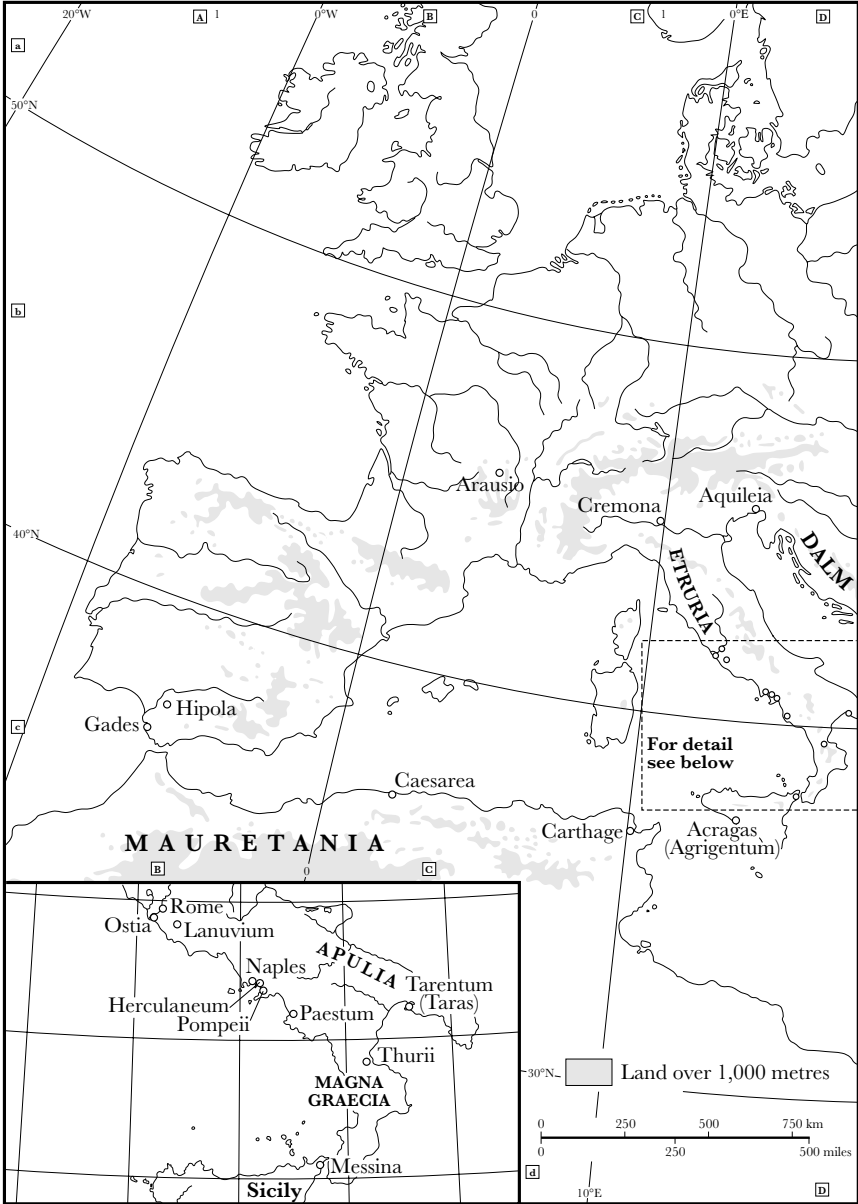 20°W
A
1
0°W
B
0
C
1
0°E
D
a
50°N
b
Arausio
Cremona
Aquileia
40°N
DALM
ETRURIA
Hipola
Gades
c
For detail
see below
Caesarea
Carthage
Acragas
(Agrigentum)
MAURETANIA
B
0
C
Rome
Ostia
Lanuvium
APULIA
Naples
Tarentum
(Taras)
Herculaneum
Pompeii
Paestum
Thurii
MAGNA
GRAECIA
Messina
Sicily
30°N
Land over 1,000 metres
0 250 500 750 km
0 250 500 miles
d
10°E
D